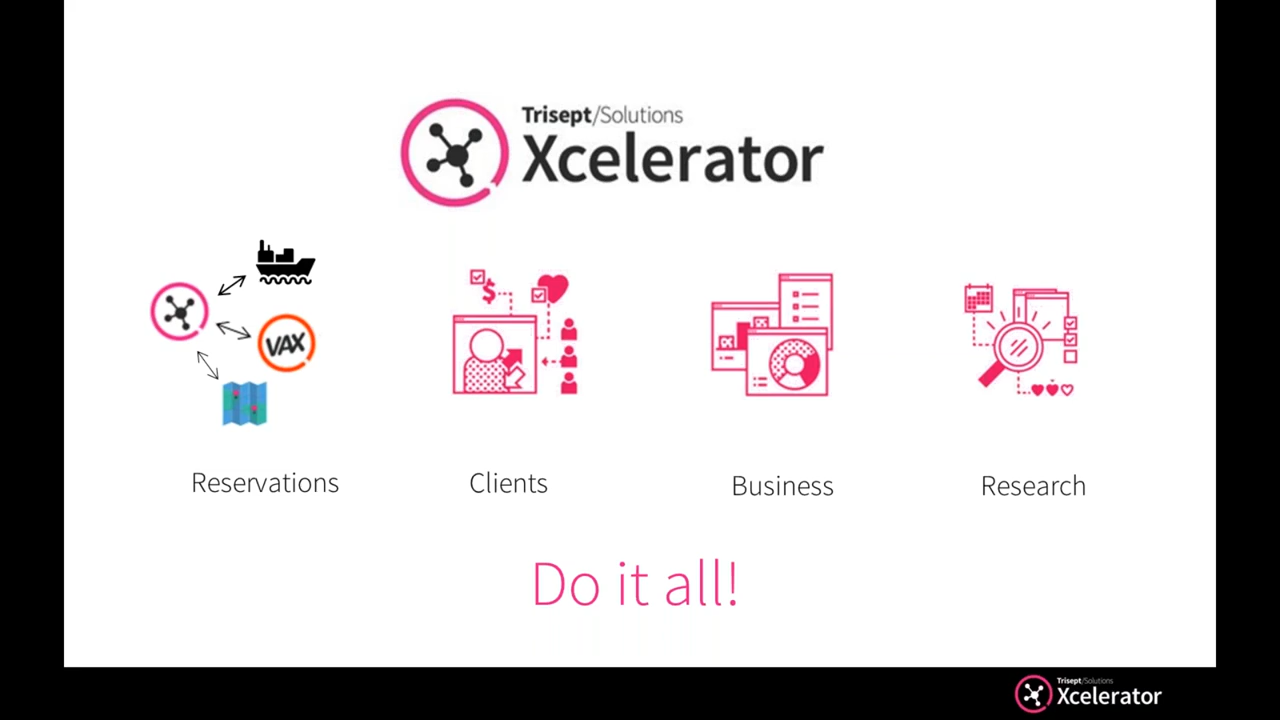 Trisept/Solutions
Xcelerator
VAX
$
Reservations
Clients
Business
Research
Do it all!
Trisept/Solutions
Xcelerator